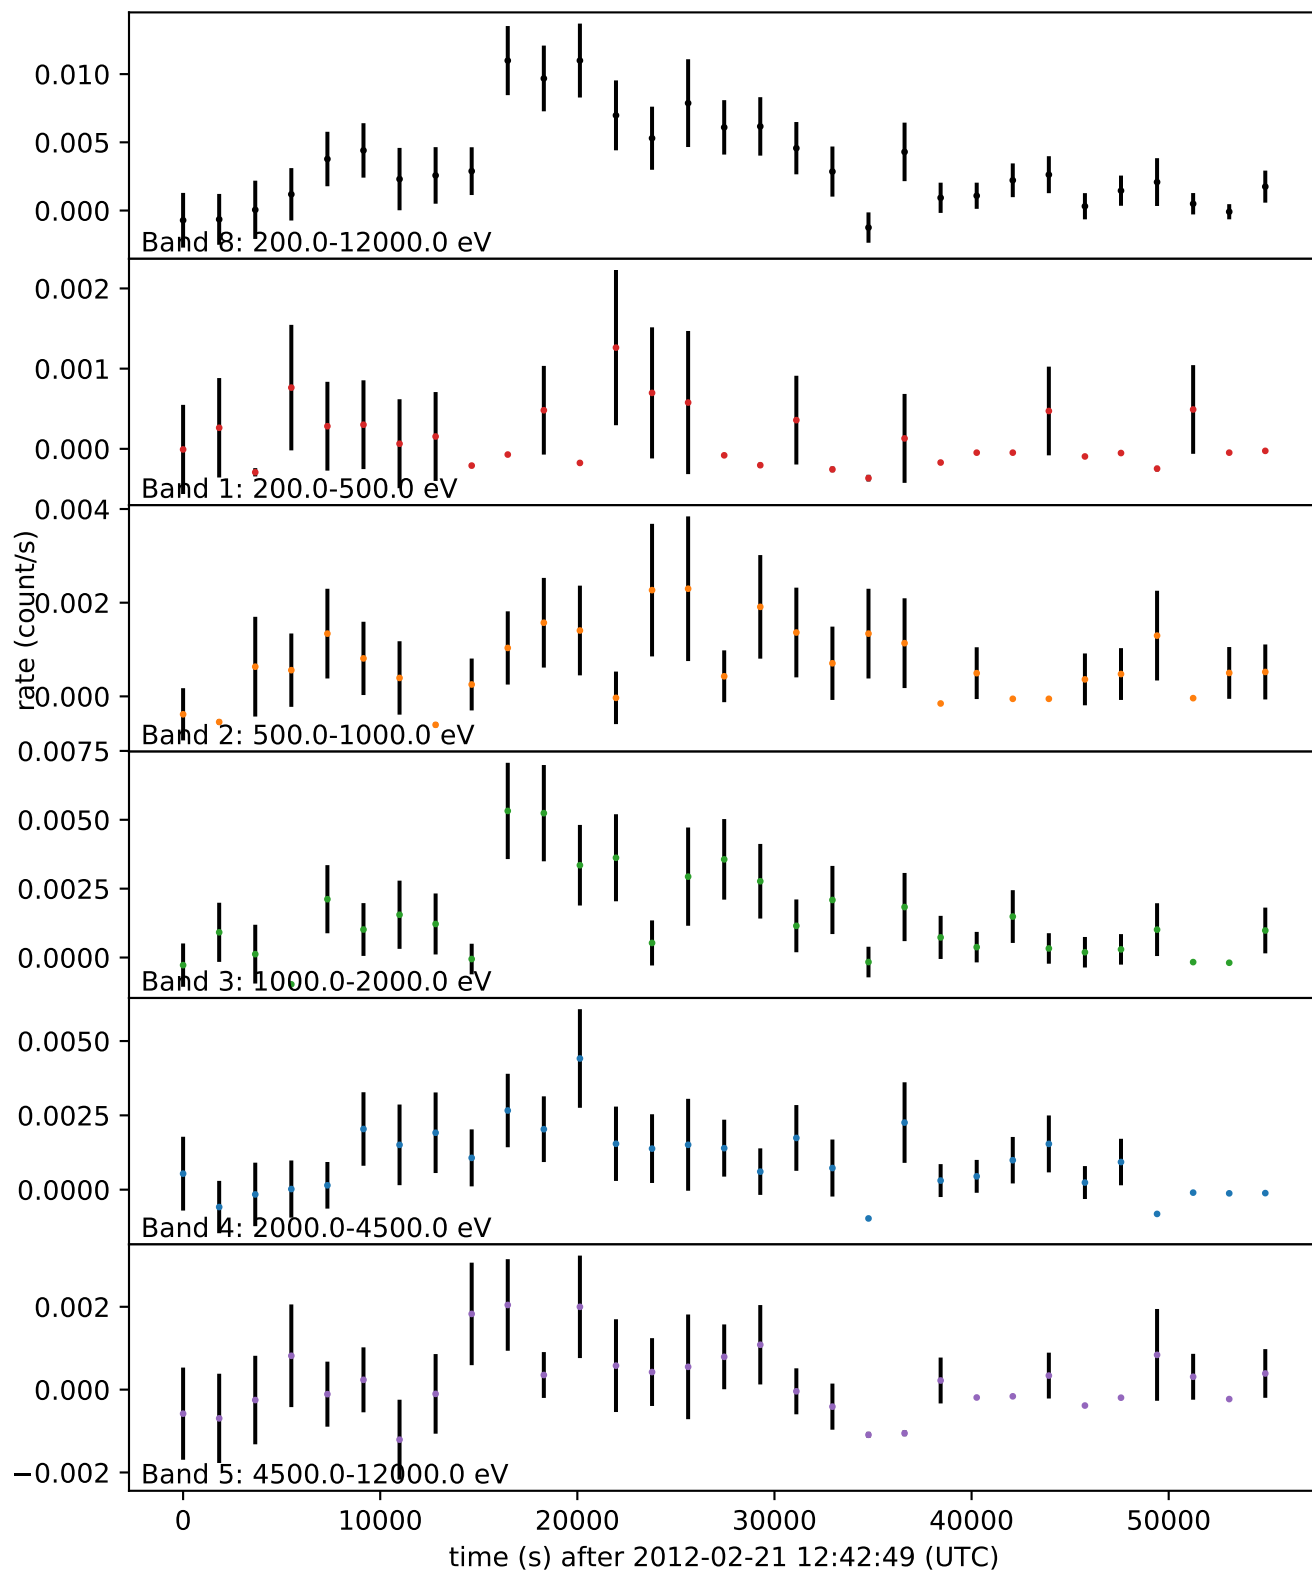 0.010
0.005
0.000
Band 8: 200.0-12000.0 eV
0.002
0.001
0.000
Band 1: 200.0-500.0 eV
rate (count/s)
0.004
0.002
0.000
Band 2: 500.0-1000.0 eV
0.0075
0.0050
0.0025
0.0000
Band 3: 1000.0-2000.0 eV
0.0050
0.0025
0.0000
Band 4: 2000.0-4500.0 eV
0.002
0.000
−0.002
Band 5: 4500.0-12000.0 eV
0 10000 20000 30000 40000 50000
time (s) after 2012-02-21 12:42:49 (UTC)